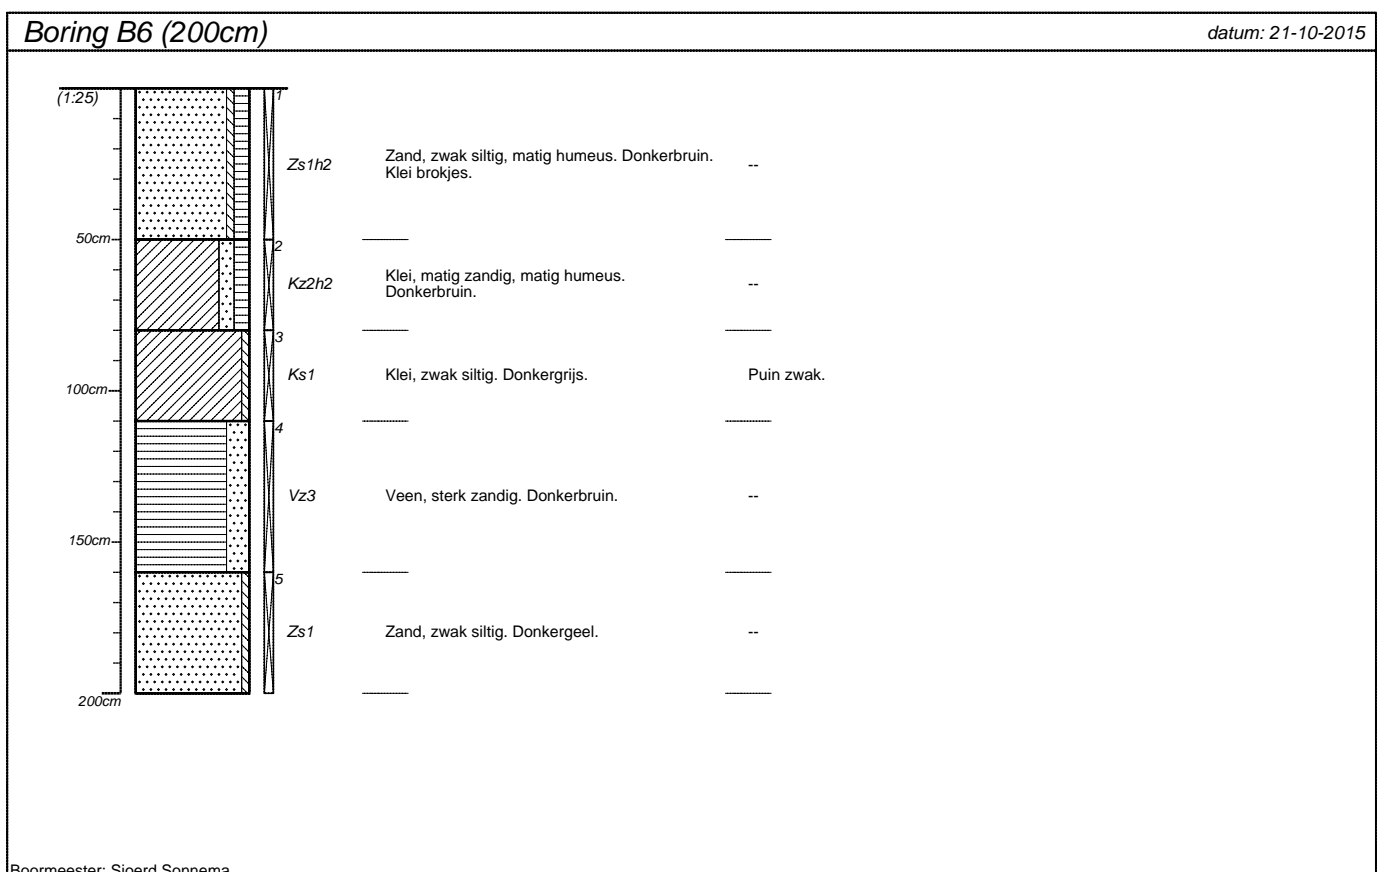 Boring B6 (200cm)
datum: 21-10-2015
(1:25)
1
Zs1h2
Zand, zwak siltig, matig humeus. Donkerbruin.
Klei brokjes.
--
50cm
2
Kz2h2
Klei, matig zandig, matig humeus.
Donkerbruin.
--
3
Ks1
Klei, zwak siltig. Donkergrijs.
Puin zwak.
100cm
4
Vz3
Veen, sterk zandig. Donkerbruin.
--
150cm
5
Zs1
Zand, zwak siltig. Donkergeel.
--
200cm
Boormeester: Sjoerd Sonnema